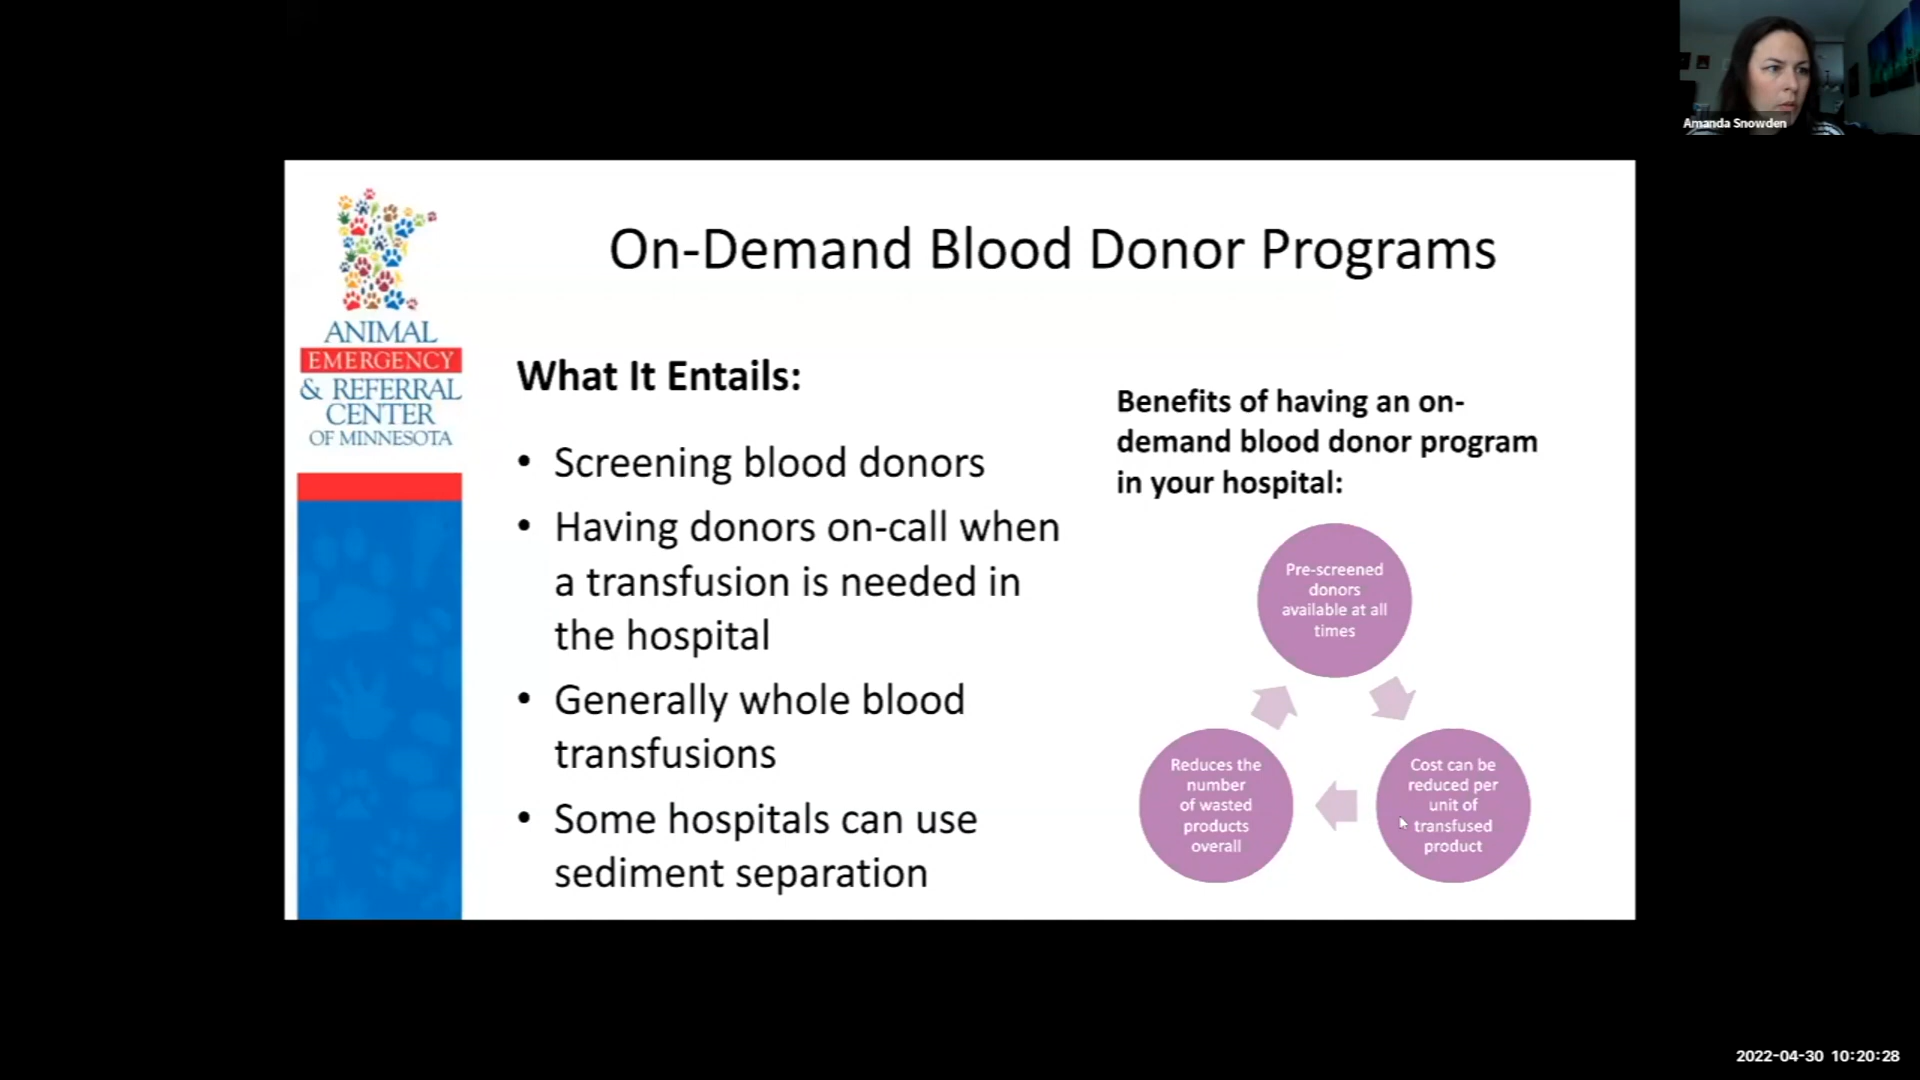 Amanda Snowden
On-Demand Blood Donor Programs
ANIMAL
EMERGENCY
& REFERRAL
CENTER
OF MINNESOTA
What It Entails:
• Screening blood donors
• Having donors on-call when
a transfusion is needed in
the hospital
• Generally whole blood
transfusions
• Some hospitals can use
sediment separation
Benefits of having an on-
demand blood donor program
in your hospital:
Pre-screened
donors
available at all
times
Cost can be
reduced per
unit of
transfused
product
Reduces the
number
of wasted
products
overall
2022-04-30 10:20:28